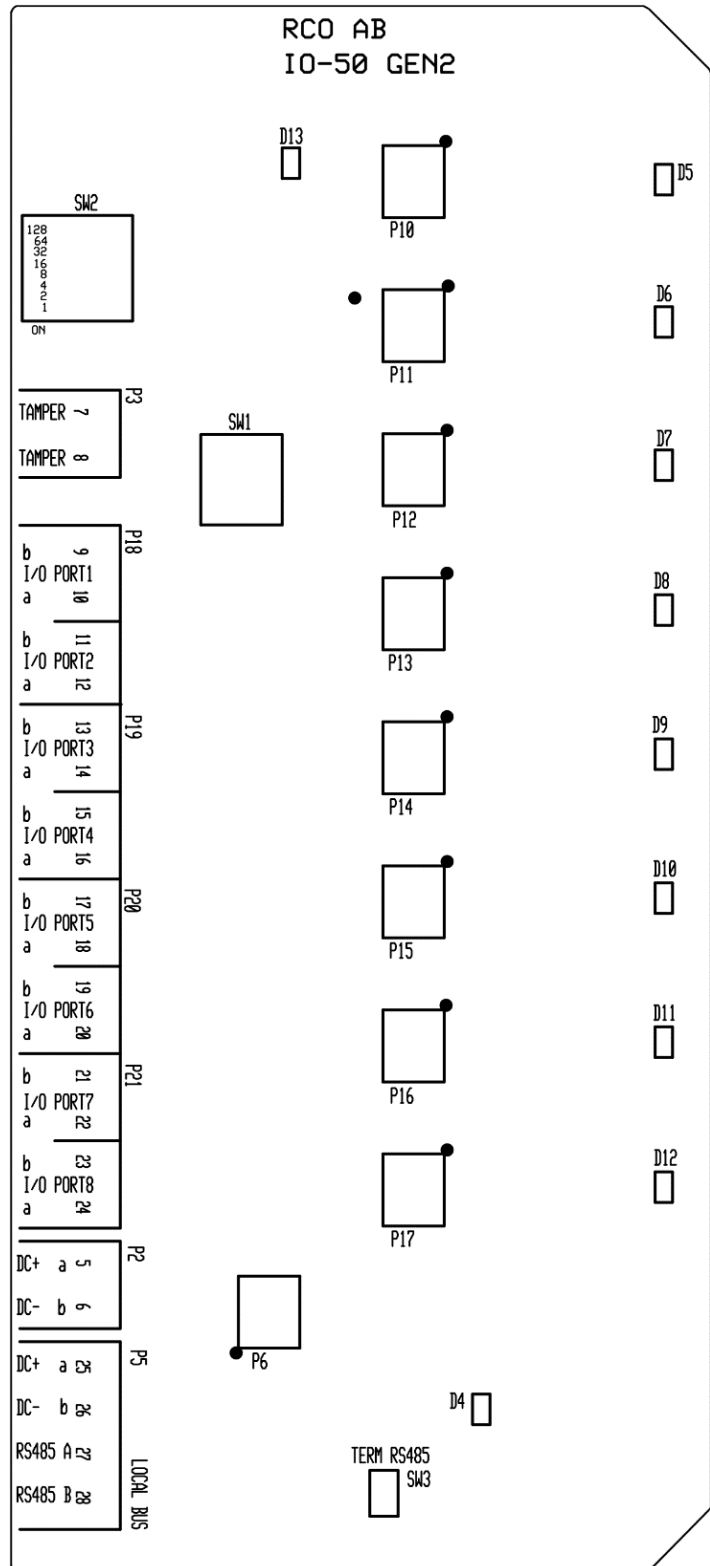 RCO AB
IO-50 GEN2
D13
P10
D5
SW2
128
64
32
16
8
4
2
1
ON
P11
D6
P3
TAMPER 7
TAMPER 8
SW1
P12
D7
P18
b 9
I/O PORT1
a 10
b 11
I/O PORT2
a 12
P13
D8
P19
b 13
I/O PORT3
a 14
b 15
I/O PORT4
a 16
P14
D9
P20
b 17
I/O PORT5
a 18
b 19
I/O PORT6
a 20
P15
D10
P16
D11
P21
b 21
I/O PORT7
a 22
b 23
I/O PORT8
a 24
P17
D12
P2
DC+ a 5
DC- b 6
P6
P5
DC+ a 25
DC- b 26
RS485 A 27
RS485 B 28
LOCAL BUS
D4
TERM RS485
SW3